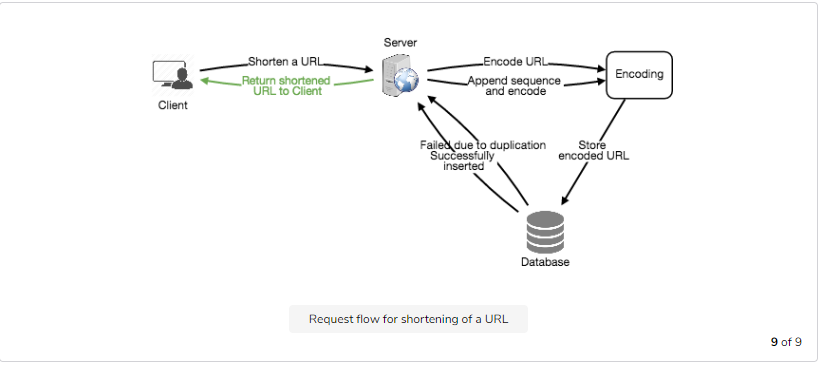 Server
Shorten a URL
Encode URL
Return shortened
URL to Client
Append sequence
and encode
Encoding
Client
Failed due to duplication
Successfully
inserted
Store
encoded URL
Database
Request flow for shortening of a URL
9 of 9